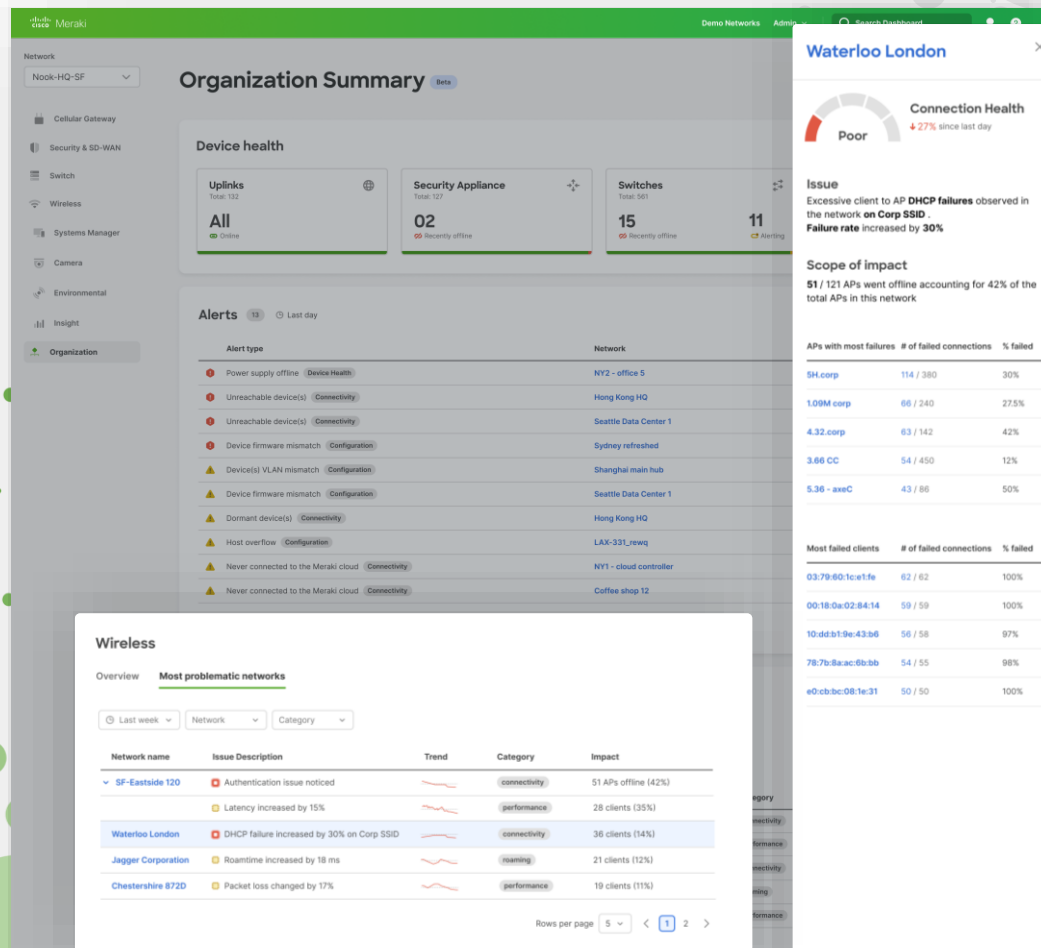 CISCO Meraki
Demo Networks Admin Search Dashboard
Network
Nook-HQ-SF
Cellular Gateway
Security & SD-WAN
Switch
Wireless
Systems Manager
Camera
Environmental
Insight
Organization
Organization Summary Beta
Device health
Uplinks
Total: 132
All
Online
Security Appliance
Total: 127
02
Recently offline
Switches
Total: 561
15
Recently offline
11
Alerting
Alerts 13 Last day
Alert type Network
Power supply offline Device Health NY2 - office 5
Unreachable device(s) Connectivity Hong Kong HQ
Unreachable device(s) Connectivity Seattle Data Center 1
Device firmware mismatch Configuration Sydney refreshed
Device(s) VLAN mismatch Configuration Shanghai main hub
Device firmware mismatch Configuration Seattle Data Center 1
Dormant device(s) Connectivity Hong Kong HQ
Host overflow Configuration LAX-331_rewq
Never connected to the Meraki cloud Connectivity NY1 - cloud controller
Never connected to the Meraki cloud Connectivity Coffee shop 12
Wireless
Overview Most problematic networks
Last week Network Category
Network name Issue Description Trend Category Impact
SF-Eastside 120 Authentication issue noticed connectivity 51 APs offline (42%)
Latency increased by 15% performance 28 clients (35%)
Waterloo London DHCP failure increased by 30% on Corp SSID connectivity 36 clients (14%)
Jagger Corporation Roamtime increased by 18 ms roaming 21 clients (12%)
Chestershire 872D Packet loss changed by 17% performance 19 clients (11%)
Rows per page 5 < 1 2 >
Waterloo London
Poor
Connection Health
↓ 27% since last day
Issue
Excessive client to AP DHCP failures observed in
the network on Corp SSID .
Failure rate increased by 30%
Scope of impact
51 / 121 APs went offline accounting for 42% of the
total APs in this network
APs with most failures # of failed connections % failed
5H.corp 114 / 380 30%
1.09M corp 66 / 240 27.5%
4.32.corp 63 / 142 42%
3.66 CC 54 / 450 12%
5.36 - axeC 43 / 86 50%
Most failed clients # of failed connections % failed
03:79:60:1c:e1:fe 62 / 62 100%
00:18:0a:02:84:14 59 / 59 100%
10:dd:b1:9e:43:b6 56 / 58 97%
78:7b:8a:ac:6b:bb 54 / 55 98%
e0:cb:bc:08:1e:31 50 / 50 100%